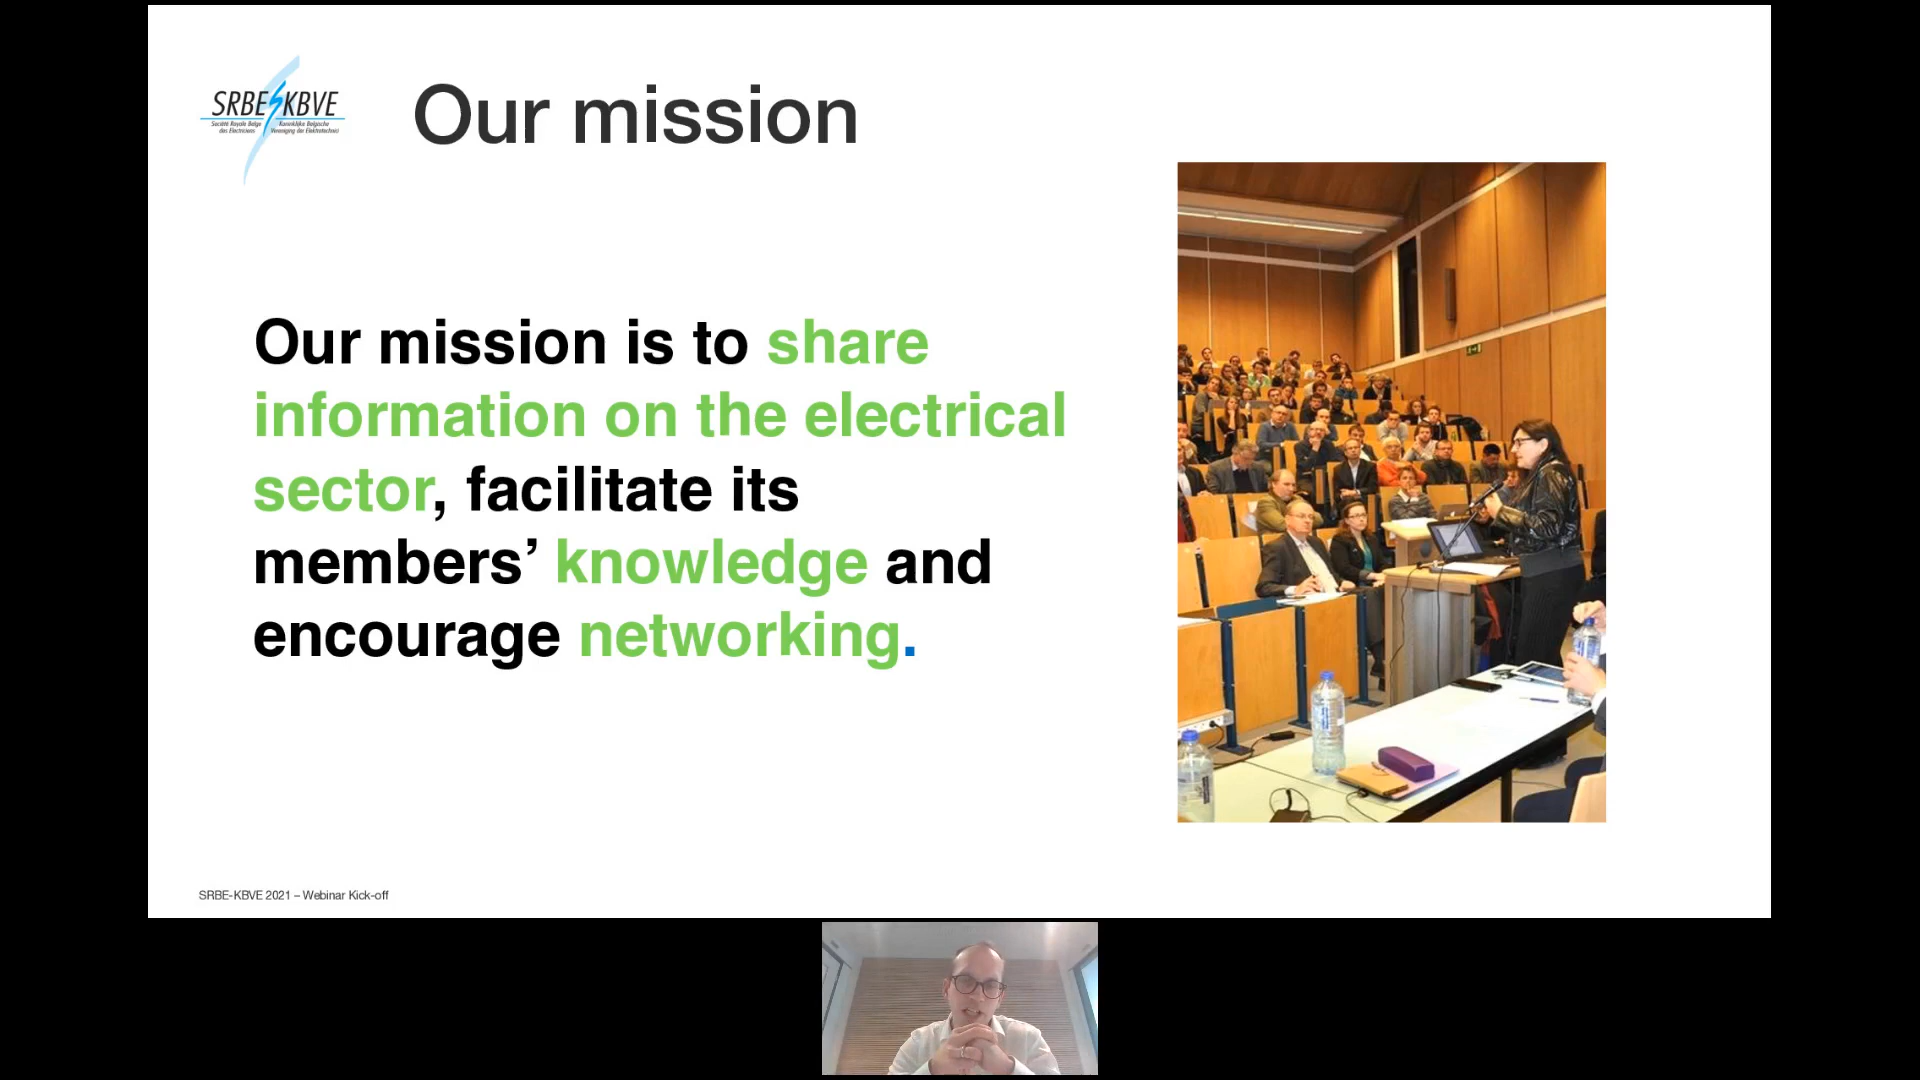 SRBE KBVE
Société Royale Belge
des Electriciens
Koninklijke Belgische
Vereniging der Elektrotechnici
Our mission
Our mission is to share
information on the electrical
sector, facilitate its
members’ knowledge and
encourage networking.
SRBE-KBVE 2021 – Webinar Kick-off